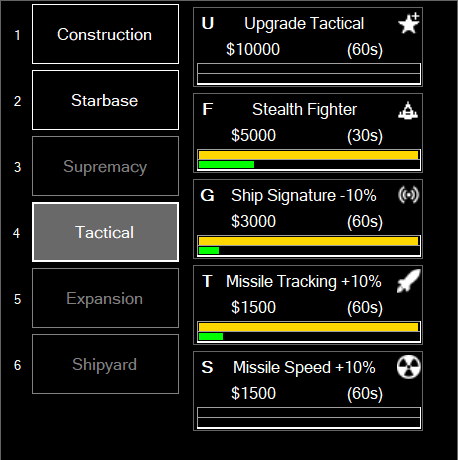 1 Construction
2 Starbase
3 Supremacy
4 Tactical
5 Expansion
6 Shipyard
U Upgrade Tactical
$10000 (60s)
F Stealth Fighter
$5000 (30s)
G Ship Signature -10%
$3000 (60s)
T Missile Tracking +10%
$1500 (60s)
S Missile Speed +10%
$1500 (60s)